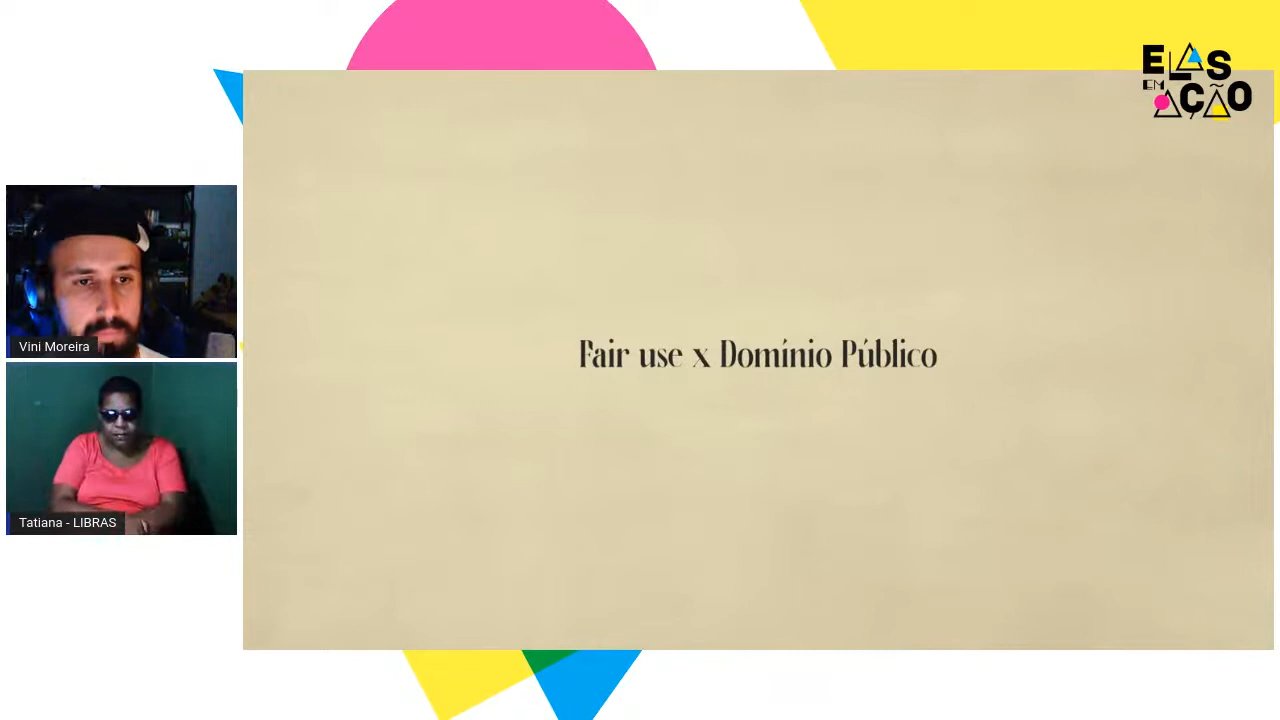 ELAS
EM
AÇÃO
Vini Moreira
Fair use x Domínio Público
Tatiana - LIBRAS